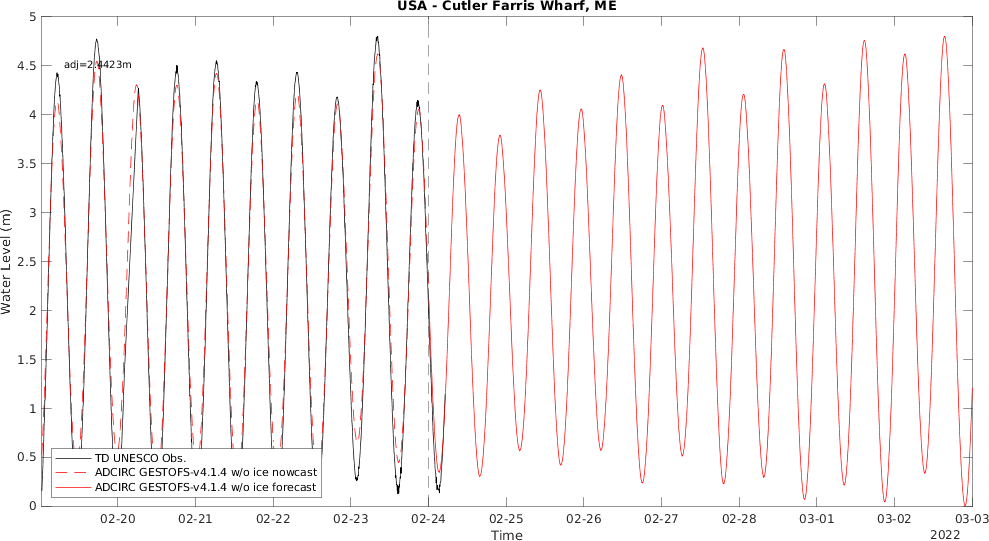 USA - Cutler Farris Wharf, ME
5
4.5
4
3.5
3
2.5
2
1.5
1
0.5
0
Water Level (m)
adj=2.4423m
TD UNESCO Obs.
ADCIRC GESTOFS-v4.1.4 w/o ice nowcast
ADCIRC GESTOFS-v4.1.4 w/o ice forecast
02-20 02-21 02-22 02-23 02-24 02-25 02-26 02-27 02-28 03-01 03-02 03-03
Time
2022